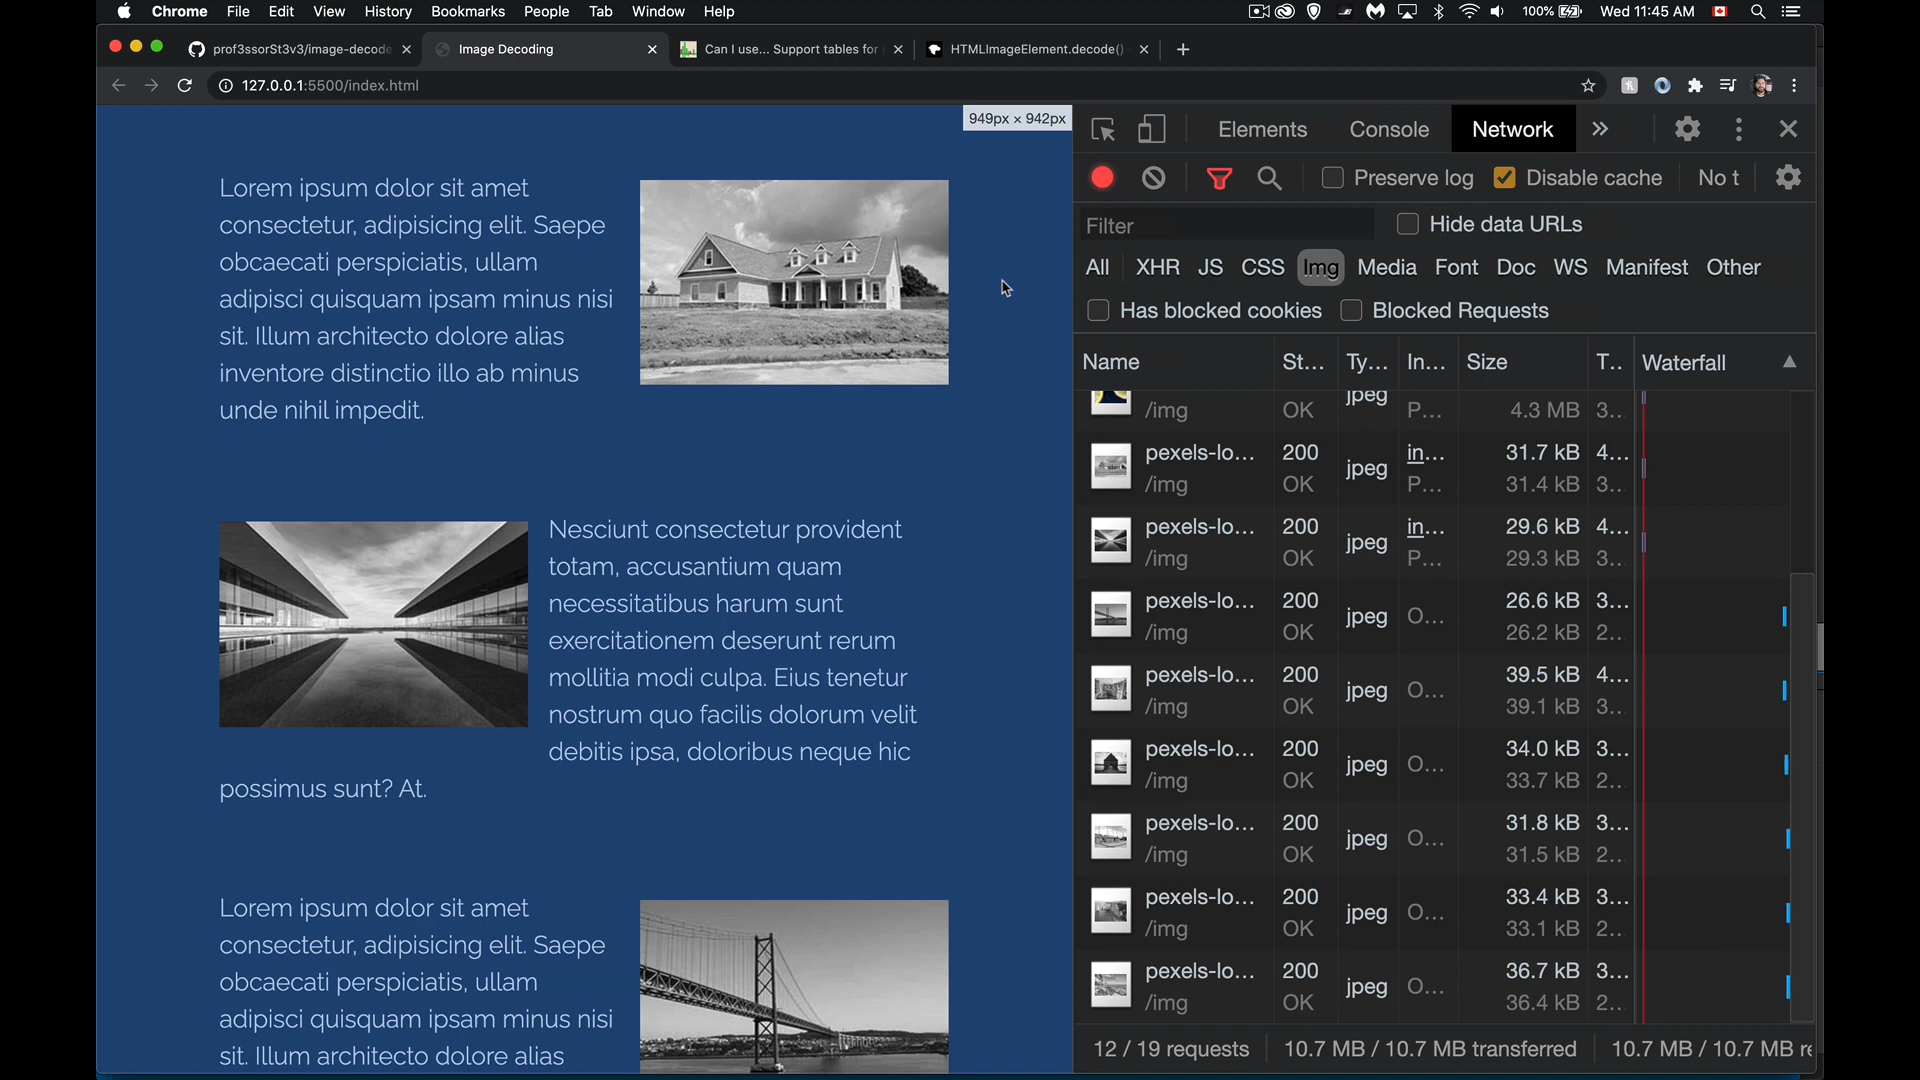 Chrome File Edit View History Bookmarks People Tab Window Help 100% Wed 11:45 AM
prof3ssorSt3v3/image-decode Image Decoding Can I use... Support tables for HTMLImageElement.decode()
127.0.0.1:5500/index.html
949px × 942px
Lorem ipsum dolor sit amet
consectetur, adipisicing elit. Saepe
obcaecati perspiciatis, ullam
adipisci quisquam ipsam minus nisi
sit. Illum architecto dolore alias
inventore distinctio illo ab minus
unde nihil impedit.
Nesciunt consectetur provident
totam, accusantium quam
necessitatibus harum sunt
exercitationem deserunt rerum
mollitia modi culpa. Eius tenetur
nostrum quo facilis dolorum velit
debitis ipsa, doloribus neque hic
possimus sunt? At.
Lorem ipsum dolor sit amet
consectetur, adipisicing elit. Saepe
obcaecati perspiciatis, ullam
adipisci quisquam ipsam minus nisi
sit. Illum architecto dolore alias
Elements Console Network
Preserve log Disable cache No t
Filter Hide data URLs
All XHR JS CSS Img Media Font Doc WS Manifest Other
Has blocked cookies Blocked Requests
Name St... Ty... In... Size T.. Waterfall
jpeg
/img OK P... 4.3 MB 3..
pexels-lo... 200 jpeg in... 31.7 kB 4...
/img OK P... 31.4 kB 3...
pexels-lo... 200 jpeg in... 29.6 kB 4...
/img OK P... 29.3 kB 3...
pexels-lo... 200 jpeg O... 26.6 kB 3...
/img OK 26.2 kB 2...
pexels-lo... 200 jpeg O... 39.5 kB 4...
/img OK 39.1 kB 3...
pexels-lo... 200 jpeg O... 34.0 kB 3...
/img OK 33.7 kB 2...
pexels-lo... 200 jpeg O... 31.8 kB 3...
/img OK 31.5 kB 2...
pexels-lo... 200 jpeg O... 33.4 kB 3...
/img OK 33.1 kB 2...
pexels-lo... 200 jpeg O... 36.7 kB 3...
/img OK 36.4 kB 2...
12 / 19 requests 10.7 MB / 10.7 MB transferred 10.7 MB / 10.7 MB re